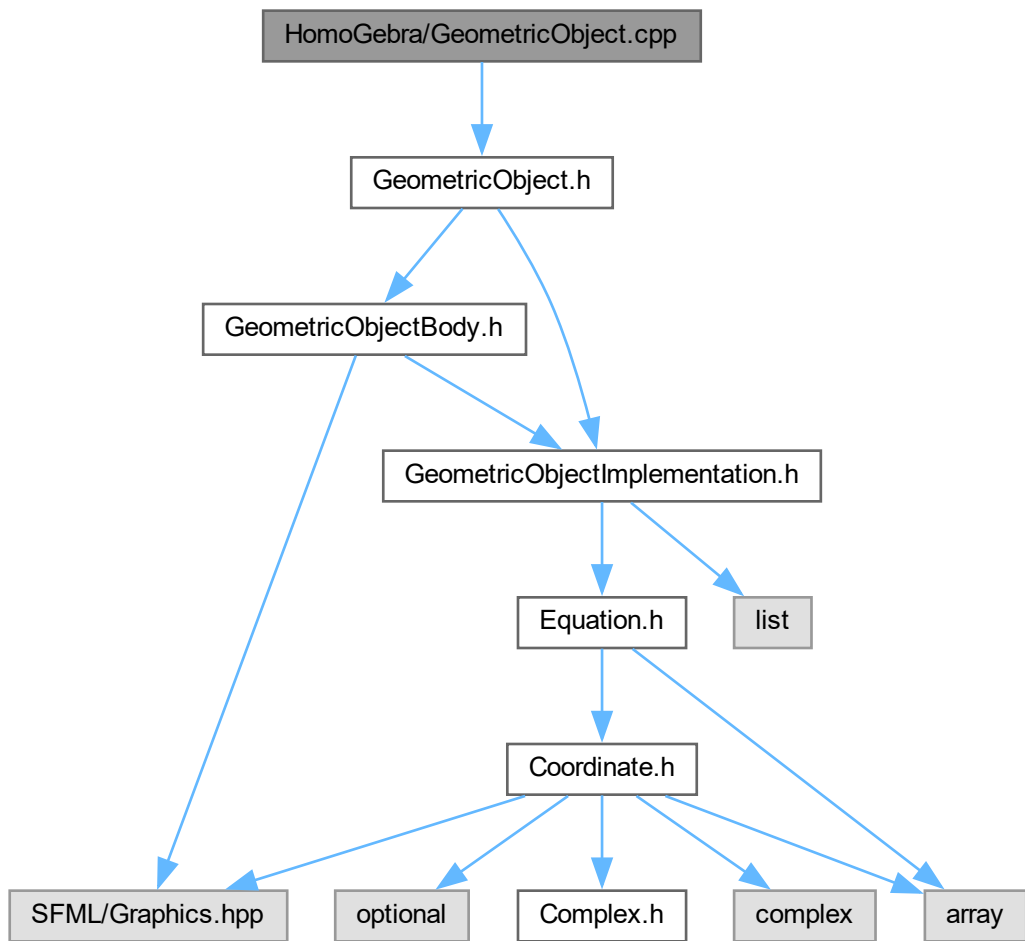 HomoGebra/GeometricObject.cpp
GeometricObject.h
GeometricObjectBody.h
GeometricObjectImplementation.h
Equation.h
list
Coordinate.h
SFML/Graphics.hpp
optional
Complex.h
complex
array